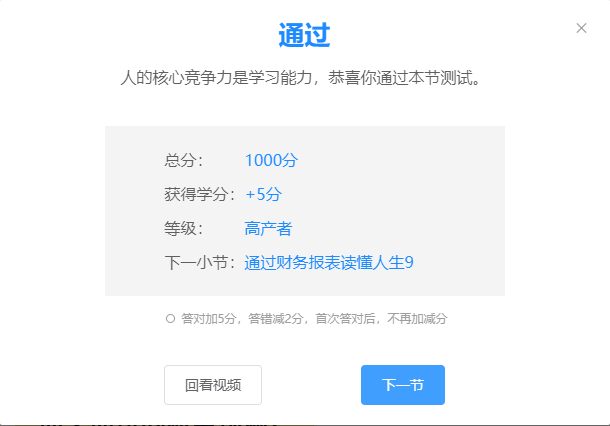 通过
人的核心竞争力是学习能力，恭喜你通过本节测试。
总分： 1000分
获得学分： +5分
等级： 高产者
下一小节： 通过财务报表读懂人生9
答对加5分，答错减2分，首次答对后，不再加减分
回看视频 下一节